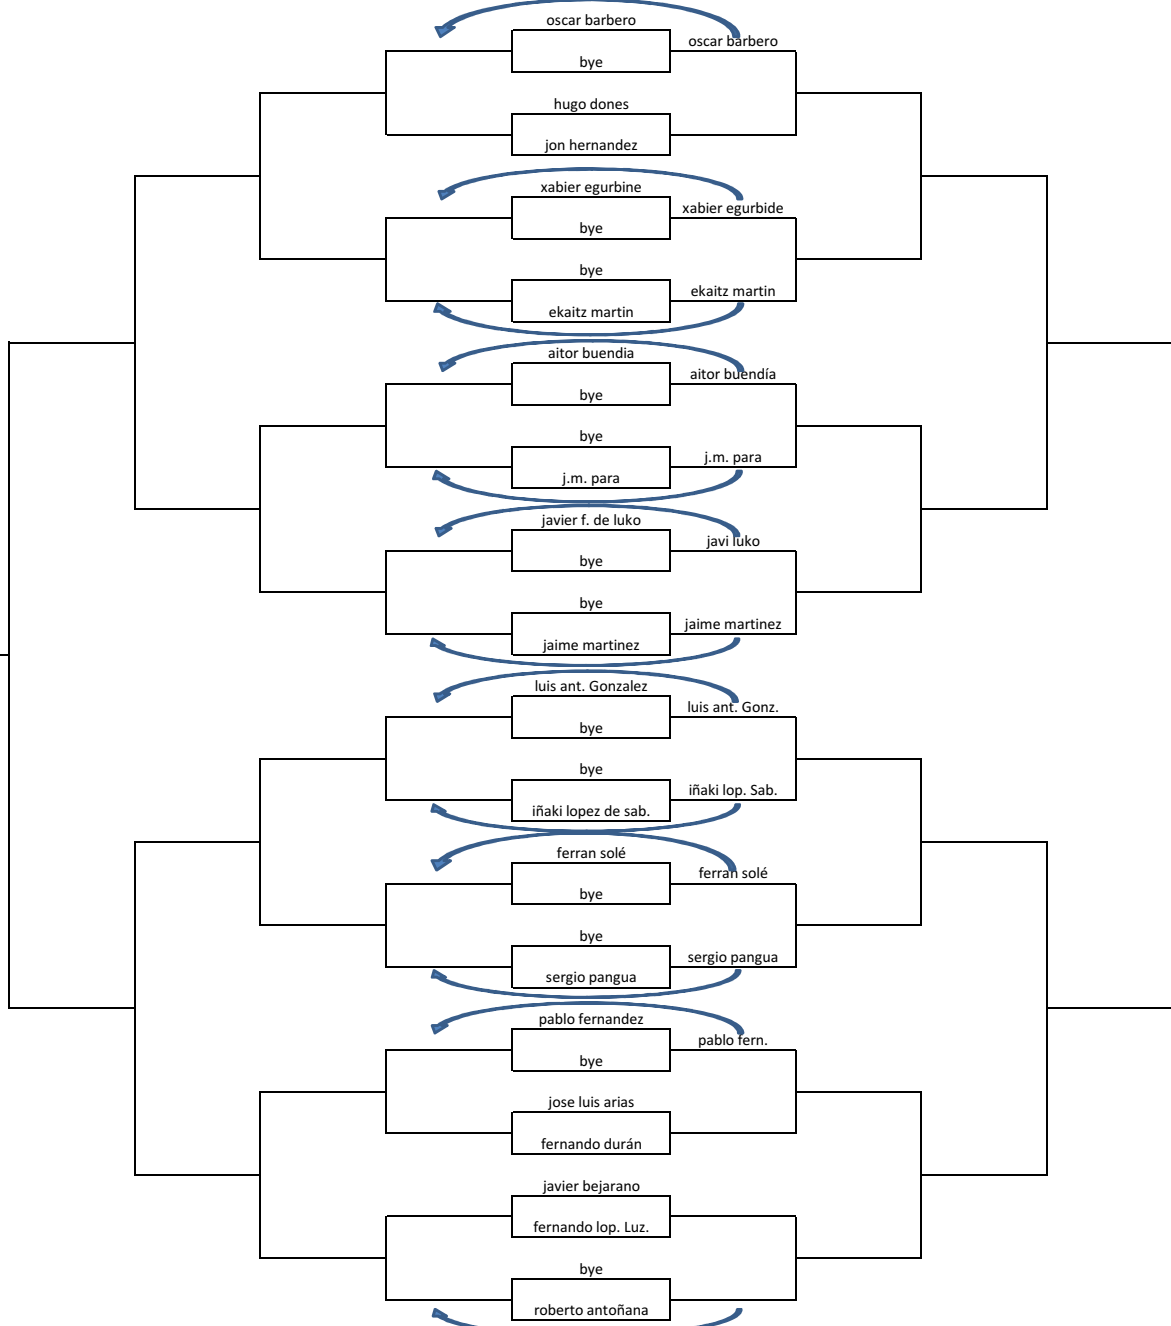 oscar barbero
oscar barbero
bye
hugo dones
jon hernandez
xabier egurbine
xabier egurbide
bye
bye
ekaitz martin
ekaitz martin
aitor buendia
aitor buendía
bye
bye
j.m. para
j.m. para
javier f. de luko
javi luko
bye
bye
jaime martinez
jaime martinez
luis ant. Gonzalez
luis ant. Gonz.
bye
bye
iñaki lop. Sab.
iñaki lopez de sab.
ferran solé
ferran solé
bye
bye
sergio pangua
sergio pangua
pablo fernandez
pablo fern.
bye
jose luis arias
fernando durán
javier bejarano
fernando lop. Luz.
bye
roberto antoñana